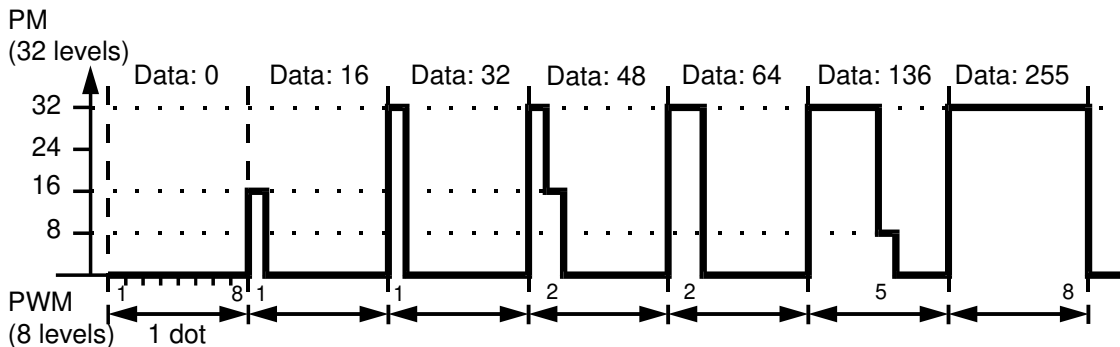 PM
(32 levels)
Data: 0 Data: 16 Data: 32 Data: 48 Data: 64 Data: 136 Data: 255
32
24
16
8
1 8 1 1 2 2 5 8
PWM
(8 levels)
1 dot